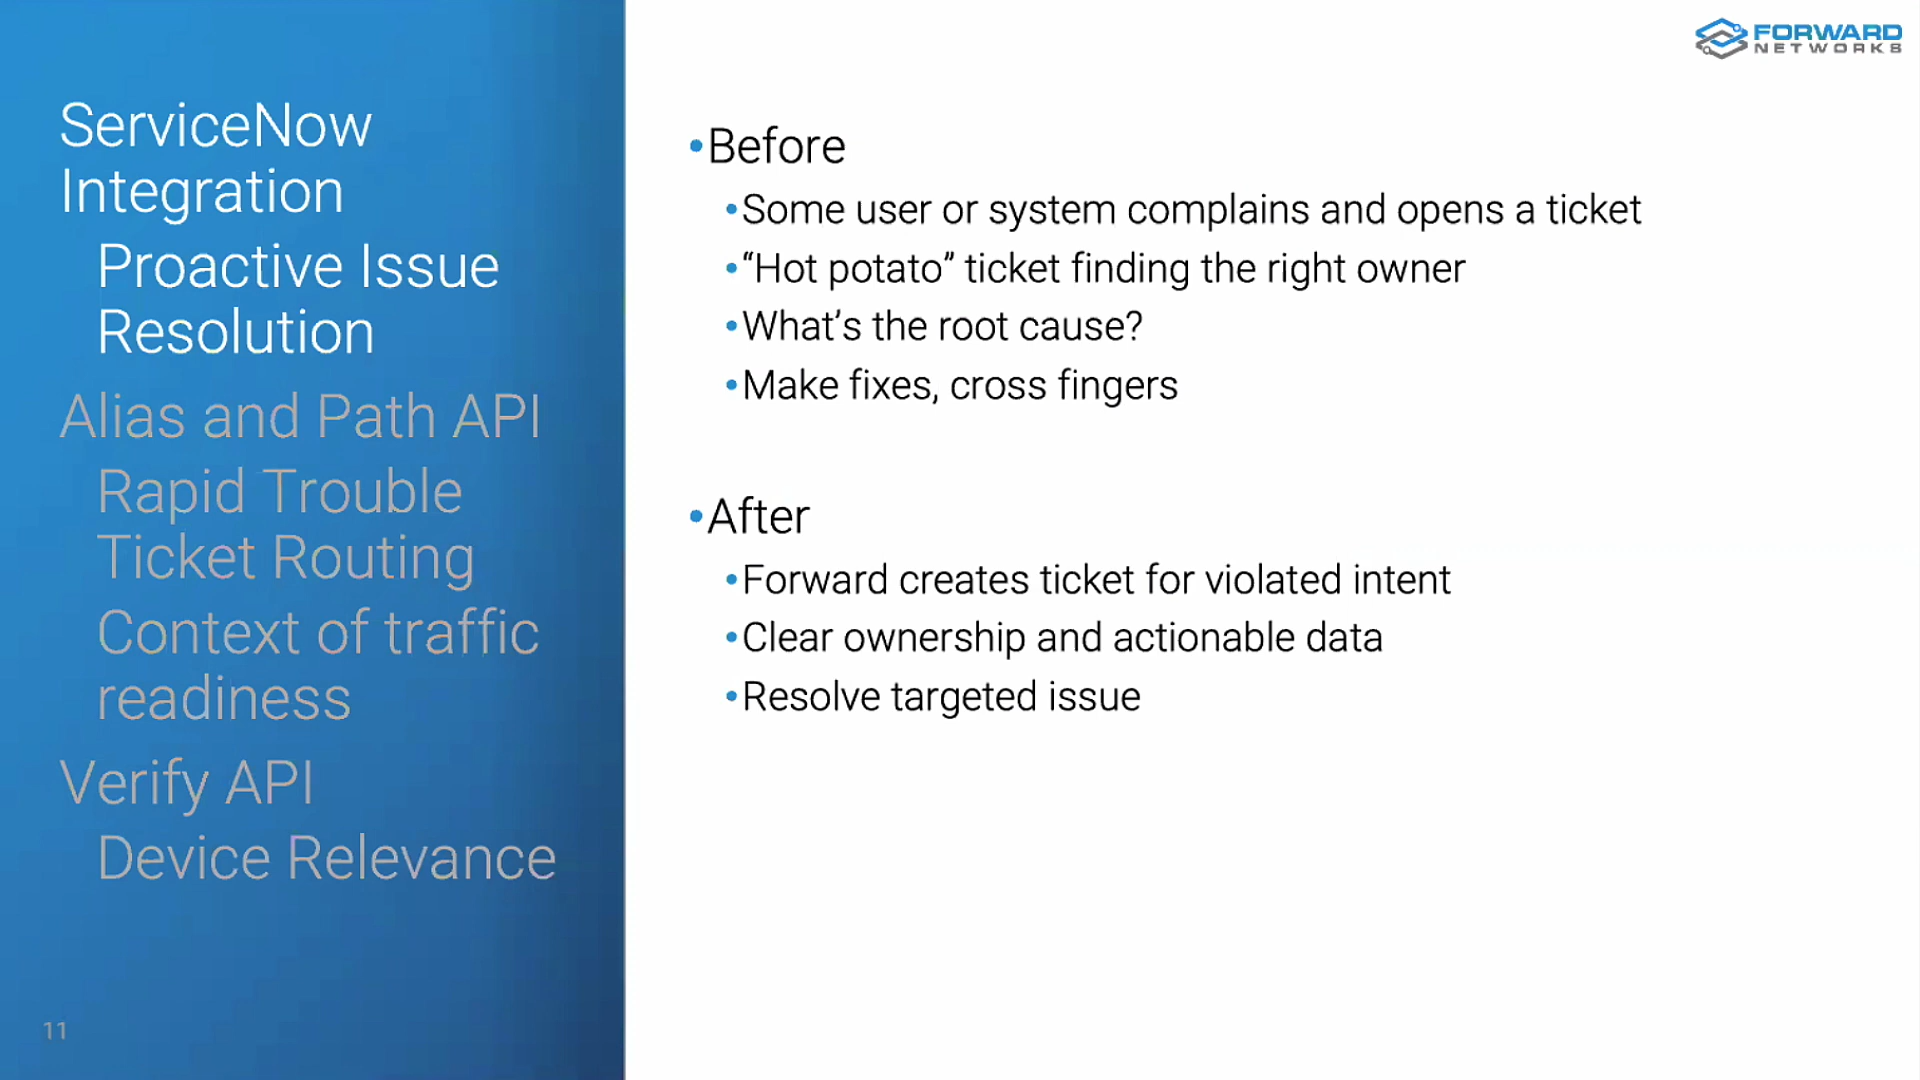 ServiceNow
Integration
Proactive Issue
Resolution
Alias and Path API
Rapid Trouble
Ticket Routing
Context of traffic
readiness
Verify API
Device Relevance
11
FORWARD
NETWORKS
•Before
•Some user or system complains and opens a ticket
•“Hot potato” ticket finding the right owner
•What’s the root cause?
•Make fixes, cross fingers
•After
•Forward creates ticket for violated intent
•Clear ownership and actionable data
•Resolve targeted issue